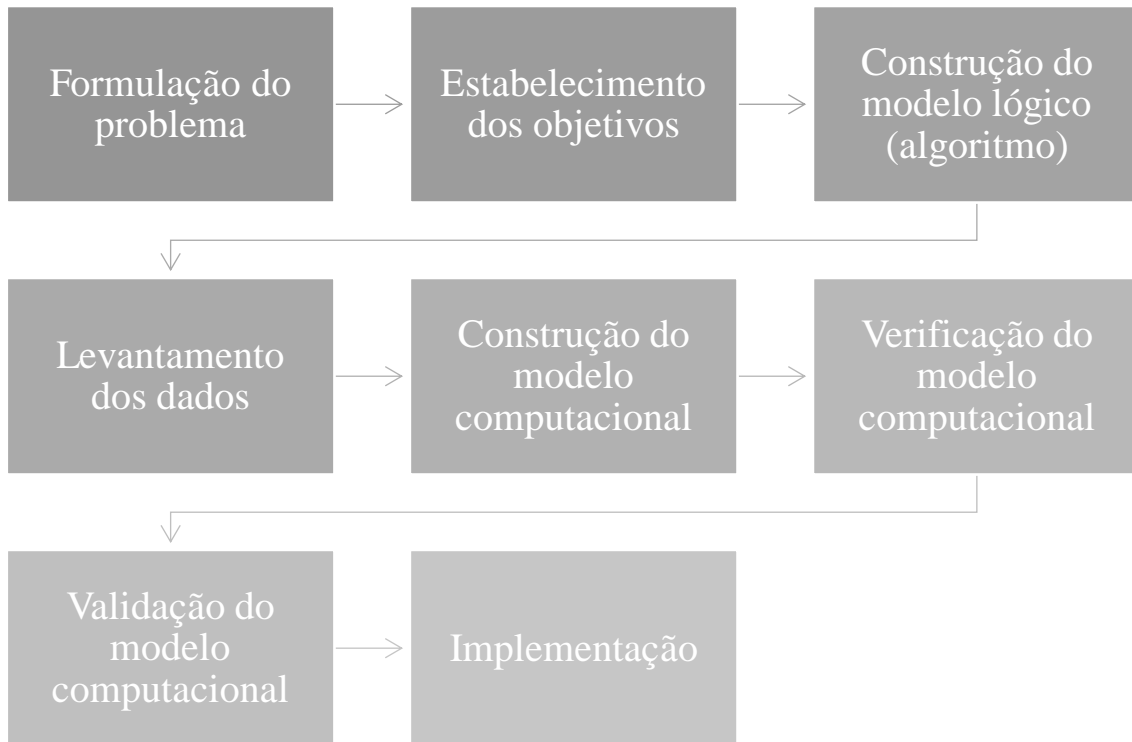 Formulação do
problema
Estabelecimento
dos objetivos
Construção do
modelo lógico
(algoritmo)
Levantamento
dos dados
Construção do
modelo
computacional
Verificação do
modelo
computacional
Validação do
modelo
computacional
Implementação